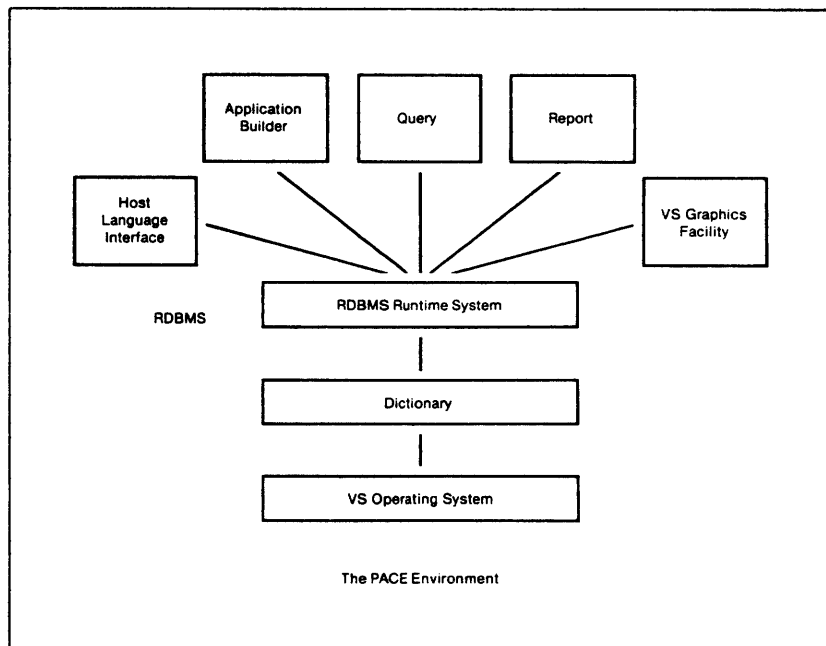 Application
Builder
Query
Report
Host
Language
Interface
VS Graphics
Facility
RDBMS Runtime System
RDBMS
Dictionary
VS Operating System
The PACE Environment